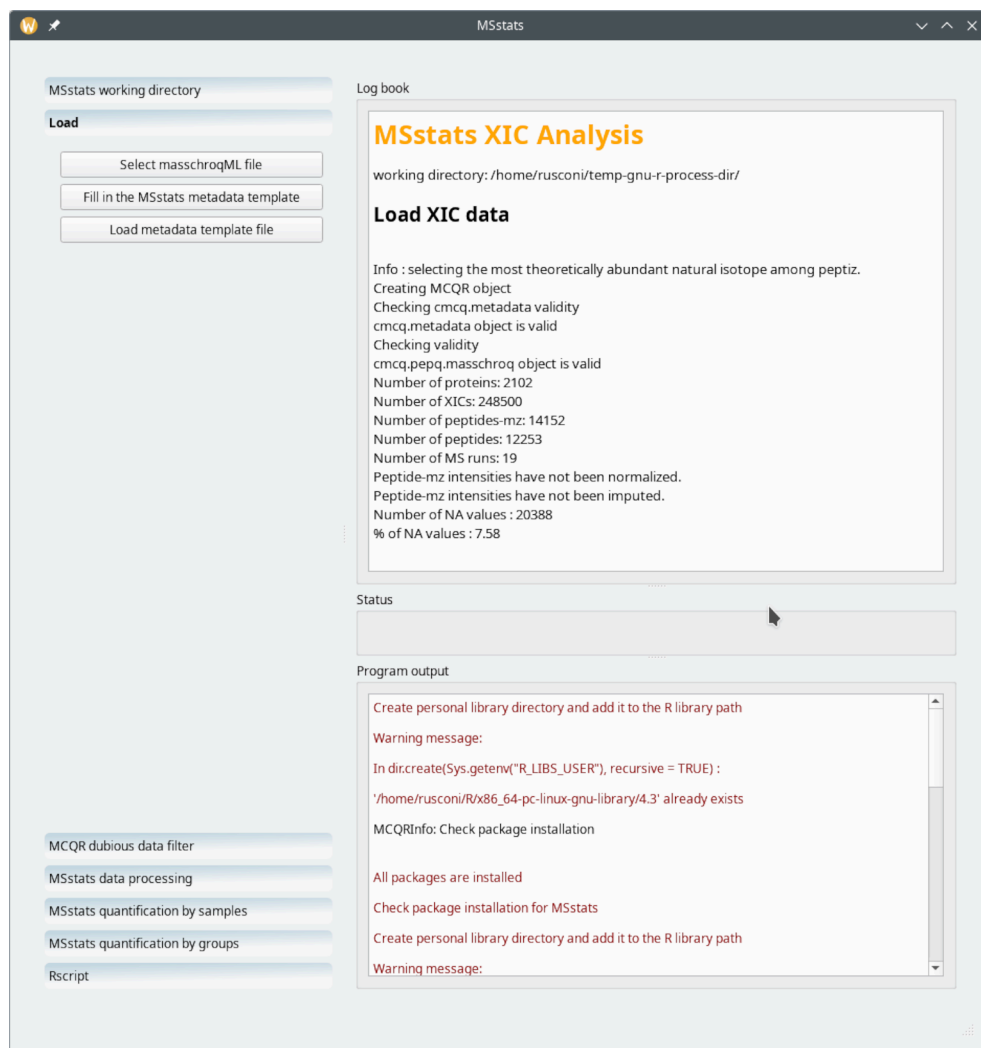 MSstats
MSstats working directory
Load
Select masschroqML file
Fill in the MSstats metadata template
Load metadata template file
MCQR dubious data filter
MSstats data processing
MSstats quantification by samples
MSstats quantification by groups
Rscript
Log book
MSstats XIC Analysis
working directory: /home/rusconi/temp-gnu-r-process-dir/
Load XIC data
Info : selecting the most theoretically abundant natural isotope among peptiz.
Creating MCQR object
Checking cmcq.metadata validity
cmcq.metadata object is valid
Checking validity
cmcq.pepq.masschroq object is valid
Number of proteins: 2102
Number of XICs: 248500
Number of peptides-mz: 14152
Number of peptides: 12253
Number of MS runs: 19
Peptide-mz intensities have not been normalized.
Peptide-mz intensities have not been imputed.
Number of NA values : 20388
% of NA values : 7.58
Status
Program output
Create personal library directory and add it to the R library path
Warning message:
In dir.create(Sys.getenv("R_LIBS_USER"), recursive = TRUE) :
'/home/rusconi/R/x86_64-pc-linux-gnu-library/4.3' already exists
MCQRInfo: Check package installation
All packages are installed
Check package installation for MSstats
Create personal library directory and add it to the R library path
Warning message: